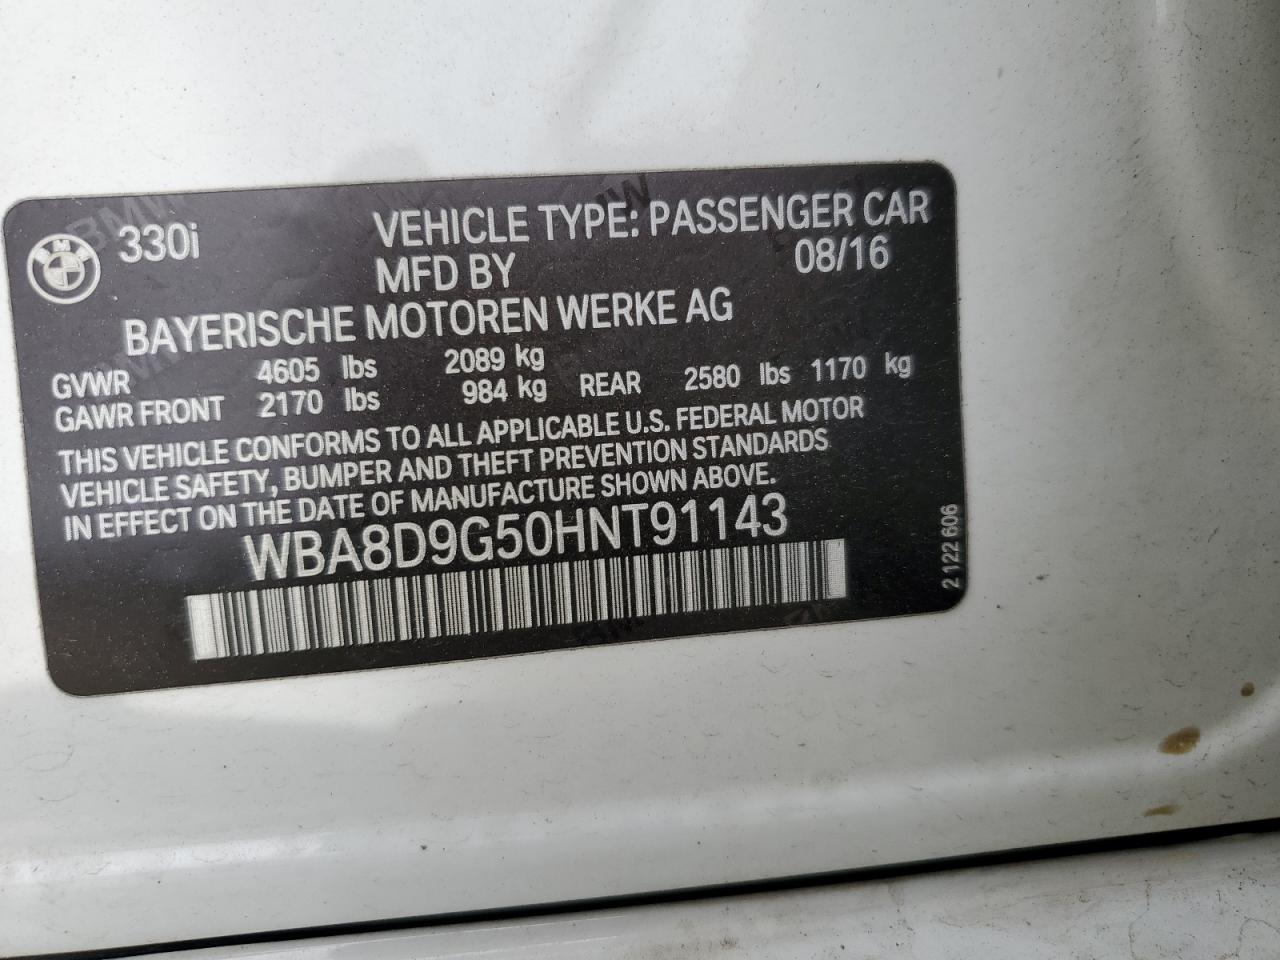 330i
VEHICLE TYPE: PASSENGER CAR
MFD BY 08/16
BAYERISCHE MOTOREN WERKE AG
GVWR 4605 lbs 2089 kg
GAWR FRONT 2170 lbs 984 kg REAR 2580 lbs 1170 kg
THIS VEHICLE CONFORMS TO ALL APPLICABLE U.S. FEDERAL MOTOR
VEHICLE SAFETY, BUMPER AND THEFT PREVENTION STANDARDS
IN EFFECT ON THE DATE OF MANUFACTURE SHOWN ABOVE.
WBA8D9G50HNT91143
2 122 606